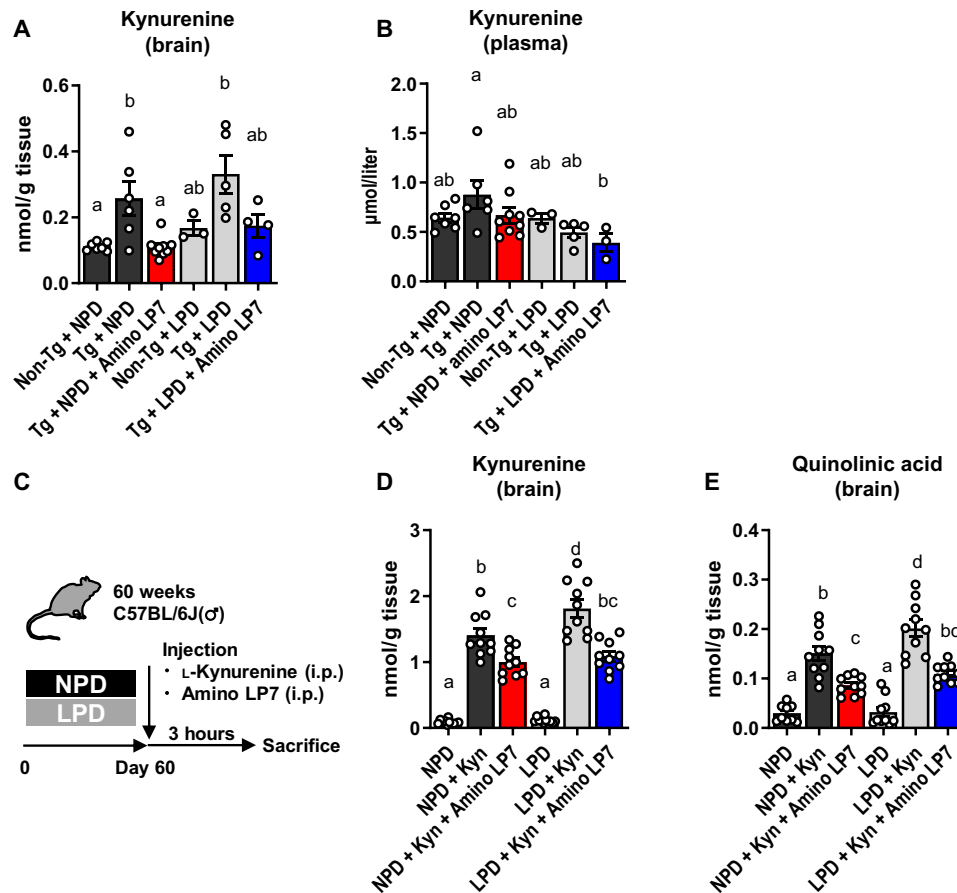 A
Kynurenine
(brain)
nmol/g tissue
0.6
0.4
0.2
0.0
a
b
a
ab
b
ab
Non-Tg + NPD
Tg + NPD
Tg + NPD + Amino LP7
Non-Tg + LPD
Tg + LPD
Tg + LPD + Amino LP7
B
Kynurenine
(plasma)
µmol/liter
2.0
1.5
1.0
0.5
0.0
ab
a
ab
ab
ab
b
Non-Tg + NPD
Tg + NPD
Tg + NPD + amino LP7
Non-Tg + LPD
Tg + LPD
Tg + LPD + Amino LP7
C
60 weeks
C57BL/6J(♂)
Injection
· L-Kynurenine (i.p.)
· Amino LP7 (i.p.)
NPD
LPD
3 hours
Sacrifice
0
Day 60
D
Kynurenine
(brain)
nmol/g tissue
3
2
1
0
a
b
c
a
d
bc
NPD
NPD + Kyn
NPD + Kyn + Amino LP7
LPD
LPD + Kyn
LPD + Kyn + Amino LP7
E
Quinolinic acid
(brain)
nmol/g tissue
0.4
0.3
0.2
0.1
0.0
a
b
c
a
d
bc
NPD
NPD + Kyn
NPD + Kyn + Amino LP7
LPD
LPD + Kyn
LPD + Kyn + Amino LP7